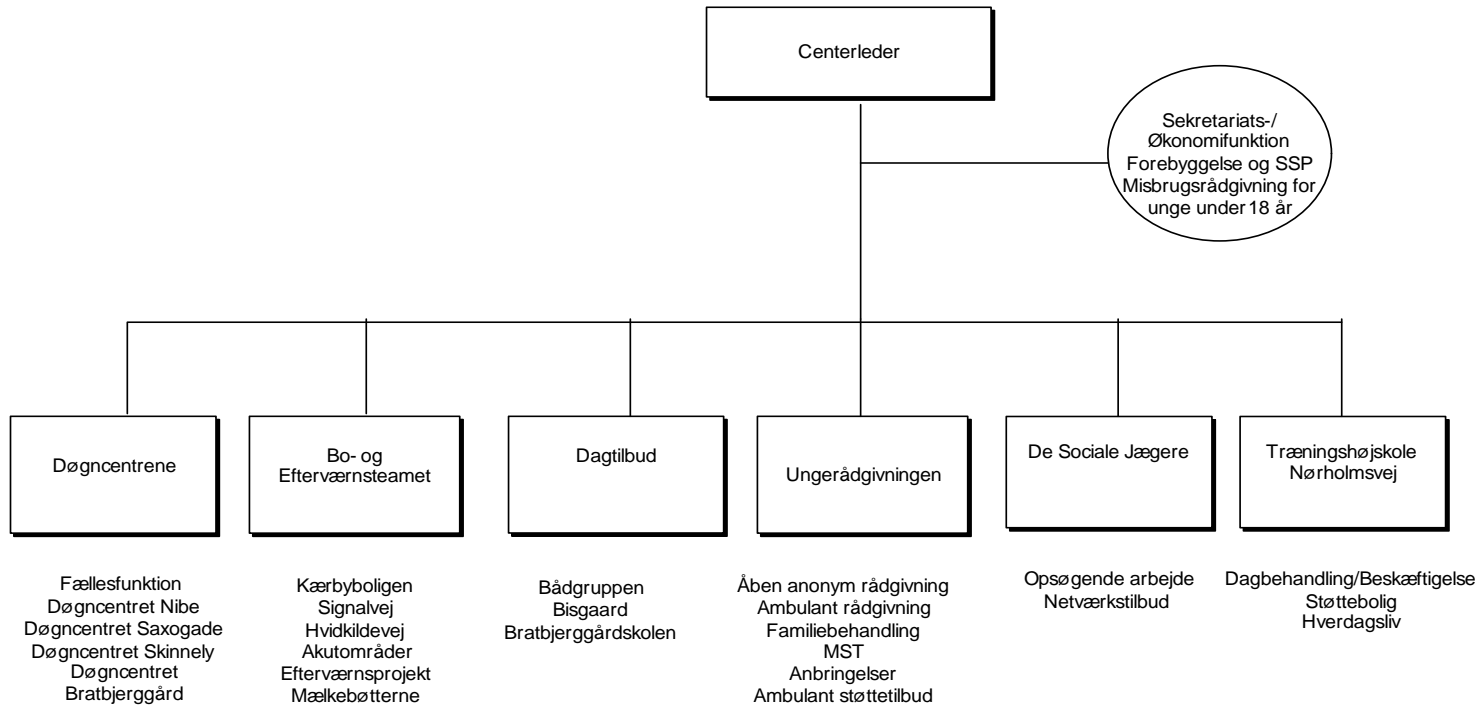 Centerleder
Sekretariats-/
Økonomifunktion
Forebyggelse og SSP
Misbrugsrådgivning for
unge under 18 år
Døgncentrene
Bo- og
Efterværnsteamet
Dagtilbud
Ungerådgivningen
De Sociale Jægere
Træningshøjskole
Nørholmsvej
Fællesfunktion
Døgncentret Nibe
Døgncentret Saxogade
Døgncentret Skinnely
Døgncentret
Bratbjerggård
Kærbyboligen
Signalvej
Hvidkildevej
Akutområder
Efterværnsprojekt
Mælkebøtterne
Bådgruppen
Bisgaard
Bratbjerggårdskolen
Åben anonym rådgivning
Ambulant rådgivning
Familiebehandling
MST
Anbringelser
Ambulant støttetilbud
Opsøgende arbejde
Netværkstilbud
Dagbehandling/Beskæftigelse
Støttebolig
Hverdagsliv